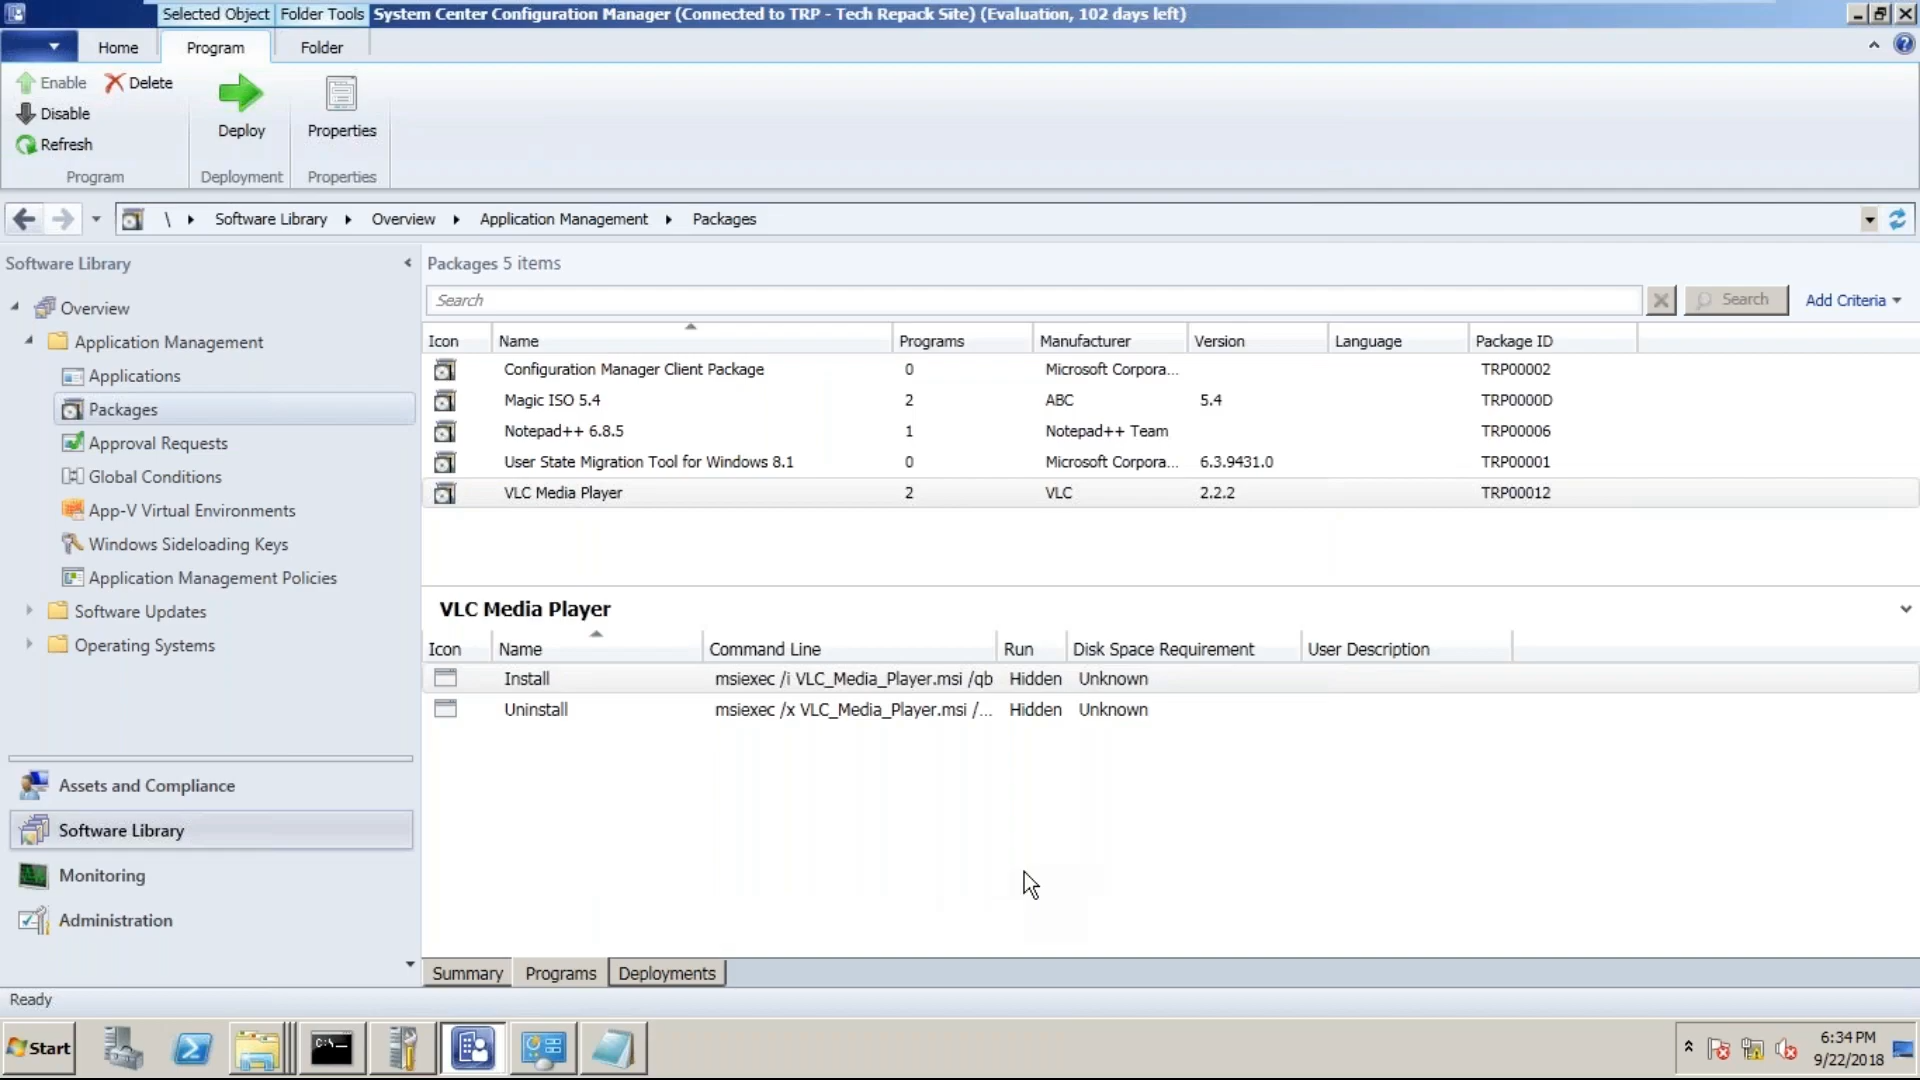 Selected Object Folder Tools System Center Configuration Manager (Connected to TRP - Tech Repack Site) (Evaluation, 102 days left)
Home Program Folder
Enable Delete
Disable
Refresh
Deploy
Properties
Program Deployment Properties
\ Software Library Overview Application Management Packages
Software Library
Overview
Application Management
Applications
Packages
Approval Requests
Global Conditions
App-V Virtual Environments
Windows Sideloading Keys
Application Management Policies
Software Updates
Operating Systems
Assets and Compliance
Software Library
Monitoring
Administration
Packages 5 items
Search Search Add Criteria
Icon Name Programs Manufacturer Version Language Package ID
Configuration Manager Client Package 0 Microsoft Corpora... TRP00002
Magic ISO 5.4 2 ABC 5.4 TRP0000D
Notepad++ 6.8.5 1 Notepad++ Team TRP00006
User State Migration Tool for Windows 8.1 0 Microsoft Corpora... 6.3.9431.0 TRP00001
VLC Media Player 2 VLC 2.2.2 TRP00012
VLC Media Player
Icon Name Command Line Run Disk Space Requirement User Description
Install msiexec /i VLC_Media_Player.msi /qb Hidden Unknown
Uninstall msiexec /x VLC_Media_Player.msi /... Hidden Unknown
Summary Programs Deployments
Ready
Start
C:\-
6:34 PM
9/22/2018